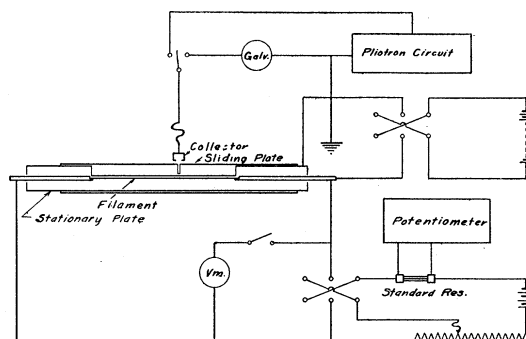 Pliotron Circuit
Galv.
Collector
Sliding Plate
Filament
Stationary Plate
Potentiometer
Vm.
Standard Res.